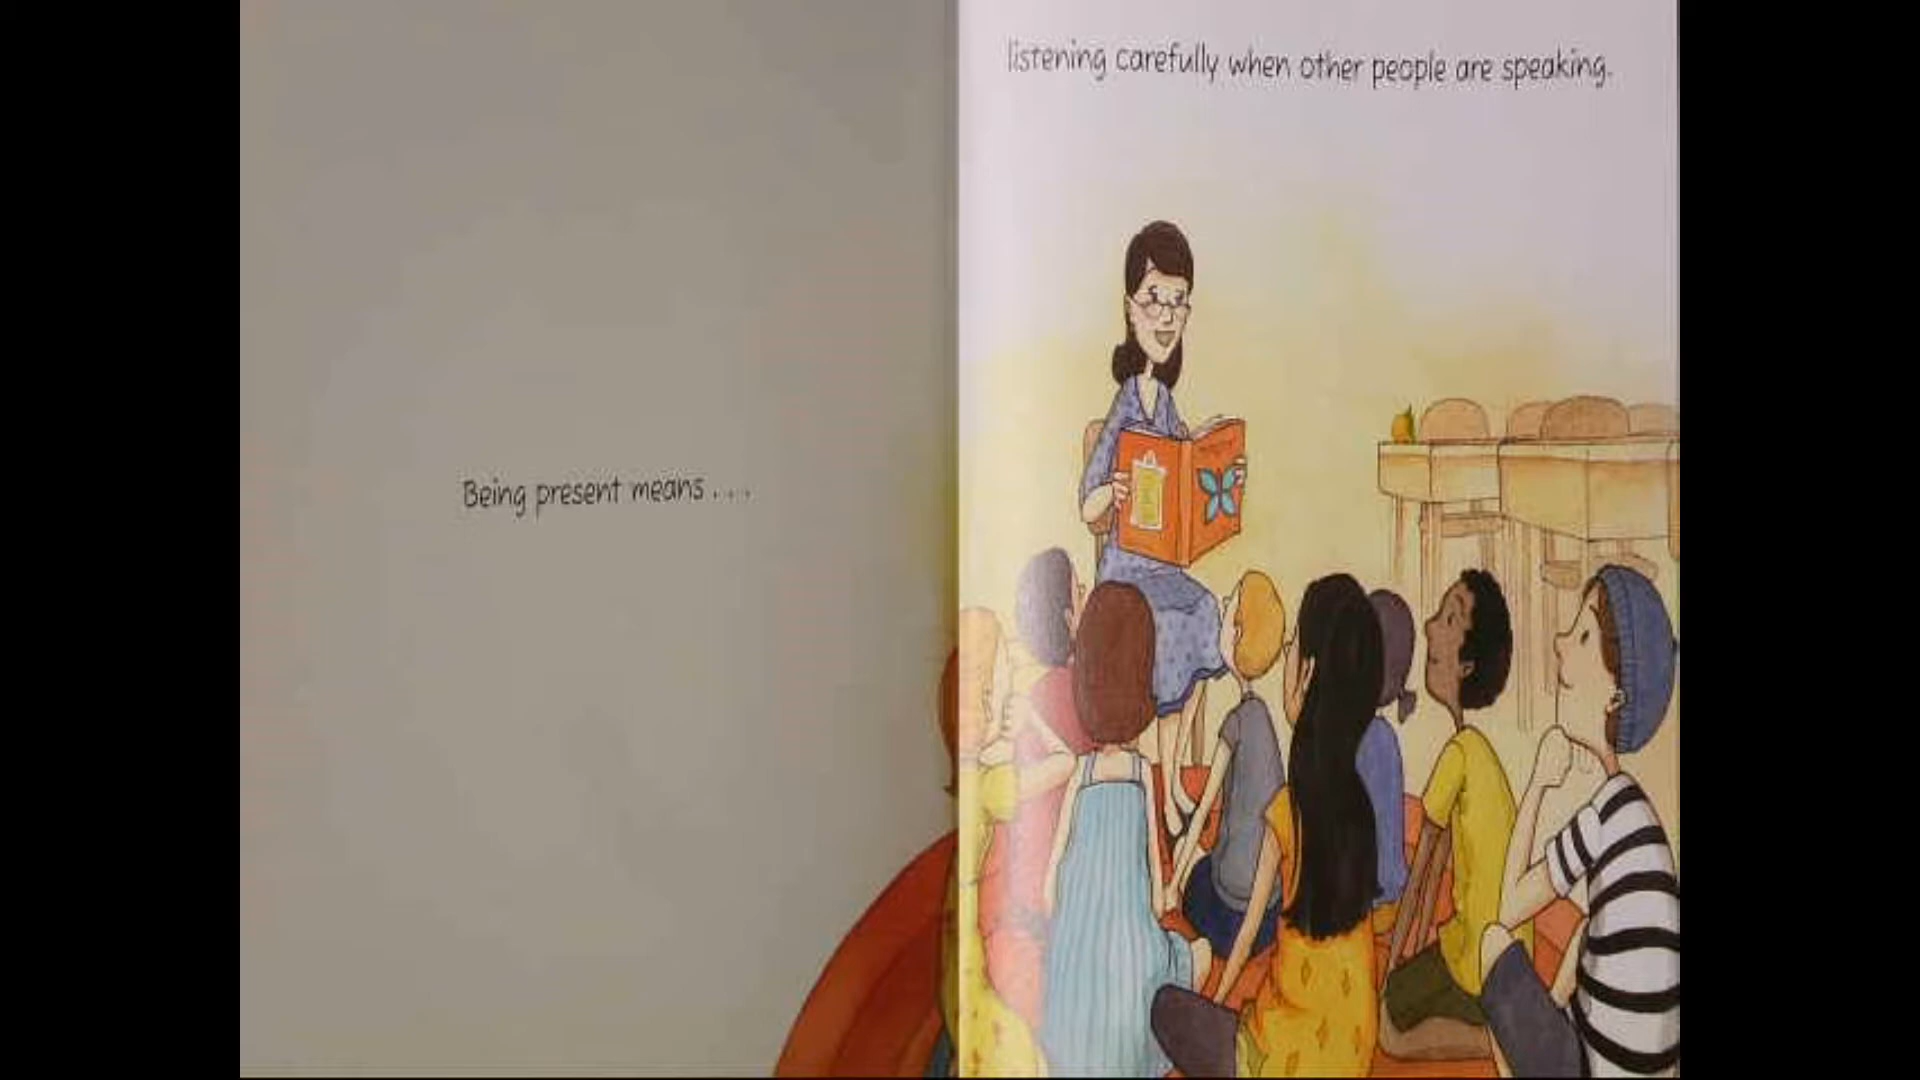 Being present means . . .
listening carefully when other people are speaking.